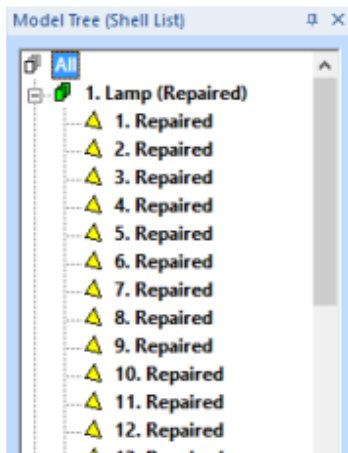 Model Tree (Shell List)
All
1. Lamp (Repaired)
1. Repaired
2. Repaired
3. Repaired
4. Repaired
5. Repaired
6. Repaired
7. Repaired
8. Repaired
9. Repaired
10. Repaired
11. Repaired
12. Repaired